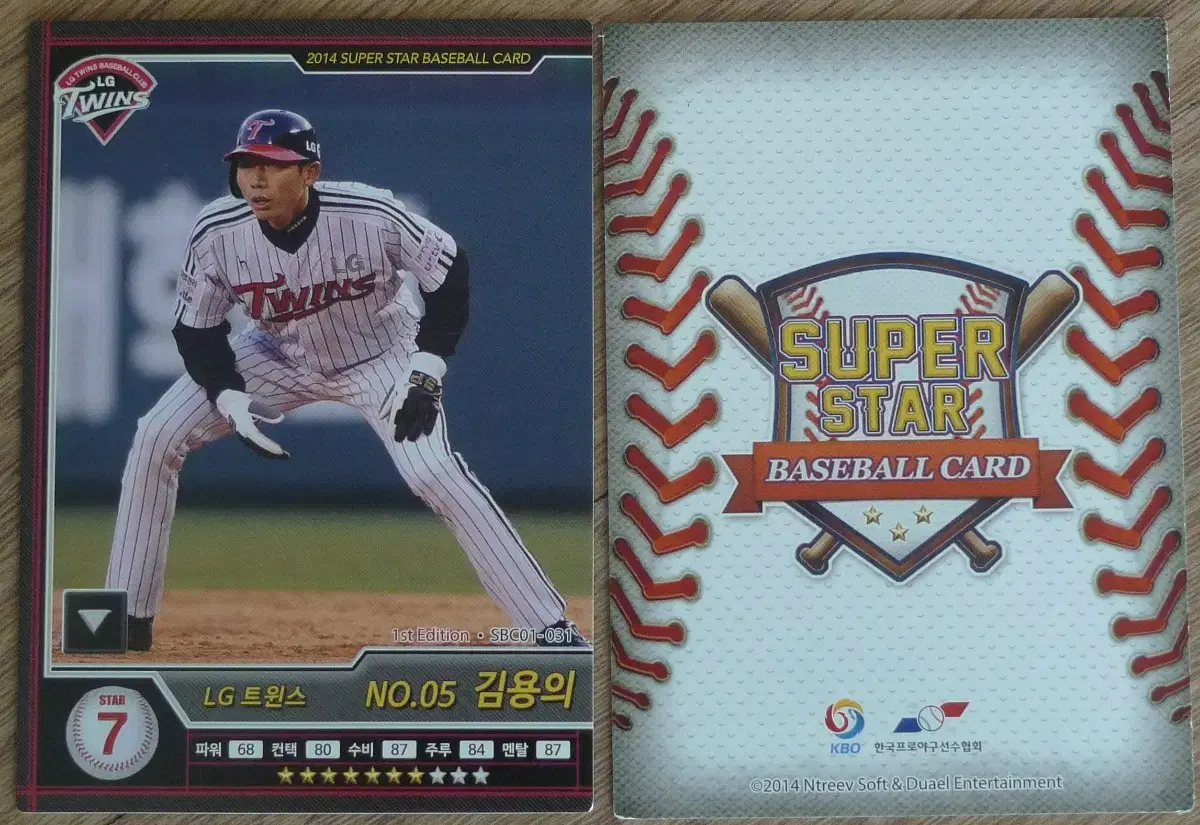 2014 SUPER STAR BASEBALL CARD
LG TWINS BASEBALL CLUB
LG
TWINS
T
LG
LG
TWINS
1st Edition • SBC01-031
LG 트윈스 NO.05 김용의
STAR
7
파워 68 컨택 80 수비 87 주루 84 멘탈 87
SUPER
STAR
BASEBALL CARD
KBO 한국프로야구선수협회
©2014 Ntreev Soft & Duael Entertainment